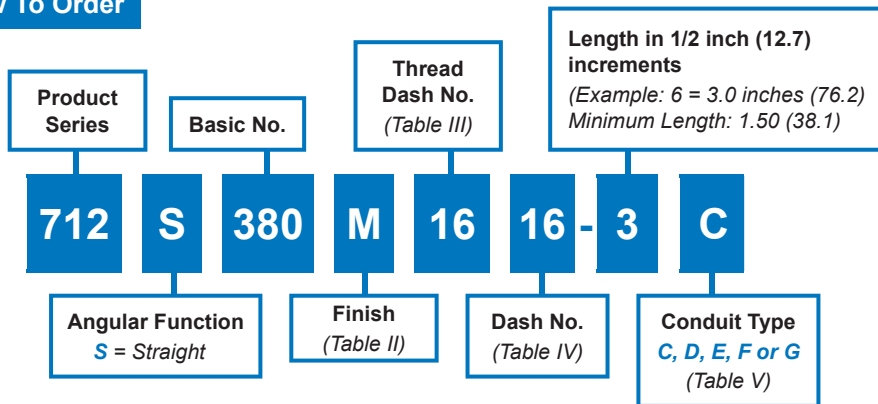 To Order
Product
Series
Basic No.
Thread
Dash No.
(Table III)
Length in 1/2 inch (12.7)
increments
(Example: 6 = 3.0 inches (76.2)
Minimum Length: 1.50 (38.1)
712 S 380 M 16 16 - 3 C
Angular Function
S = Straight
Finish
(Table II)
Dash No.
(Table IV)
Conduit Type
C, D, E, F or G
(Table V)